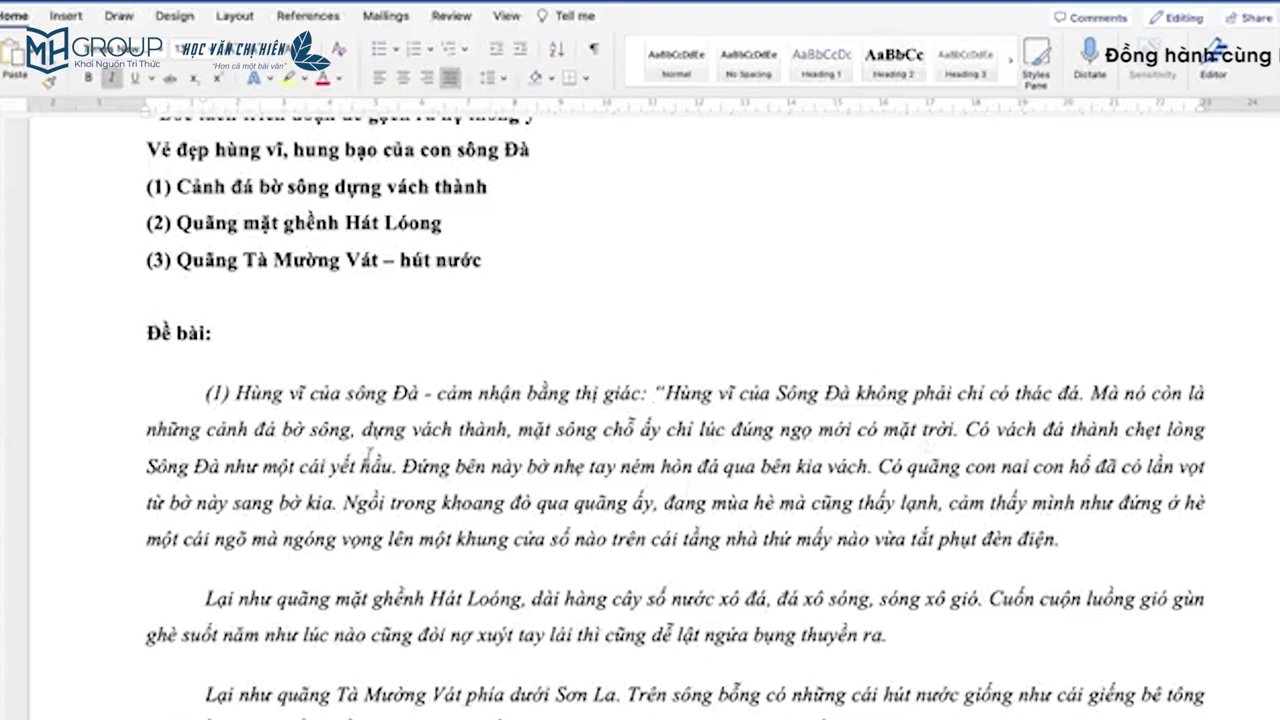 Home Insert Draw Design Layout References Mailings Review View Tell me Comments Editing Share
MH GROUP
Khơi Nguồn Tri Thức
HỌC VĂN CHỊ HIÊN
"Hơn cả một bài văn"
Paste
AaBbCcDdEe AaBbCcDdEe AaBbCcDc AaBbCc AaBbCcDdEe
Normal No Spacing Heading 1 Heading 2 Heading 3
Styles Pane
Dictate Sensitivity Editor
Đồng hành cùng
Vẻ đẹp hùng vĩ, hung bạo của con sông Đà
(1) Cảnh đá bờ sông dựng vách thành
(2) Quãng mặt ghềnh Hát Lóong
(3) Quãng Tà Mường Vát – hút nước
Đề bài:
(1) Hùng vĩ của sông Đà - cảm nhận bằng thị giác: “Hùng vĩ của Sông Đà không phải chỉ có thác đá. Mà nó còn là
những cảnh đá bờ sông, dựng vách thành, mặt sông chỗ ấy chỉ lúc đúng ngọ mới có mặt trời. Có vách đá thành chẹt lòng
Sông Đà như một cái yết hầu. Đứng bên này bờ nhẹ tay ném hòn đá qua bên kia vách. Có quãng con nai con hổ đã có lần vọt
từ bờ này sang bờ kia. Ngồi trong khoang đò qua quãng ấy, đang mùa hè mà cũng thấy lạnh, cảm thấy mình như đứng ở hè
một cái ngõ mà ngóng vọng lên một khung cửa sổ nào trên cái tầng nhà thứ mấy nào vừa tắt phụt đèn điện.
Lại như quãng mặt ghềnh Hát Loóng, dài hàng cây số nước xô đá, đá xô sóng, sóng xô gió. Cuốn cuộn luồng gió gùn
ghè suốt năm như lúc nào cũng đòi nợ xuýt tay lái thì cũng dễ lật ngửa bụng thuyền ra.
Lại như quãng Tà Mường Vát phía dưới Sơn La. Trên sông bỗng có những cái hút nước giống như cái giếng bê tông